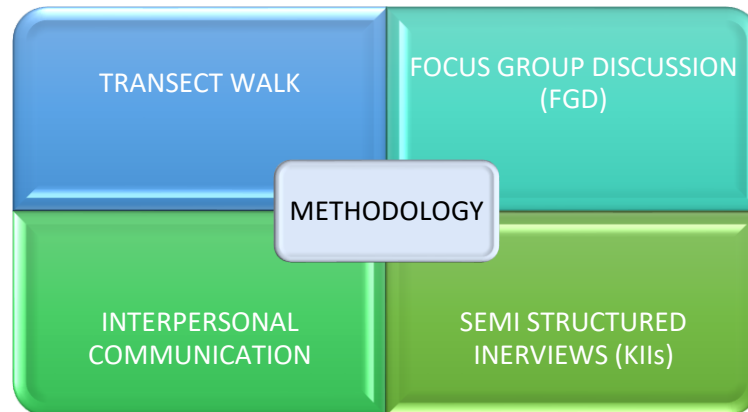 TRANSECT WALK
FOCUS GROUP DISCUSSION
(FGD)
METHODOLOGY
INTERPERSONAL
COMMUNICATION
SEMI STRUCTURED
INERVIEWS (KIIs)